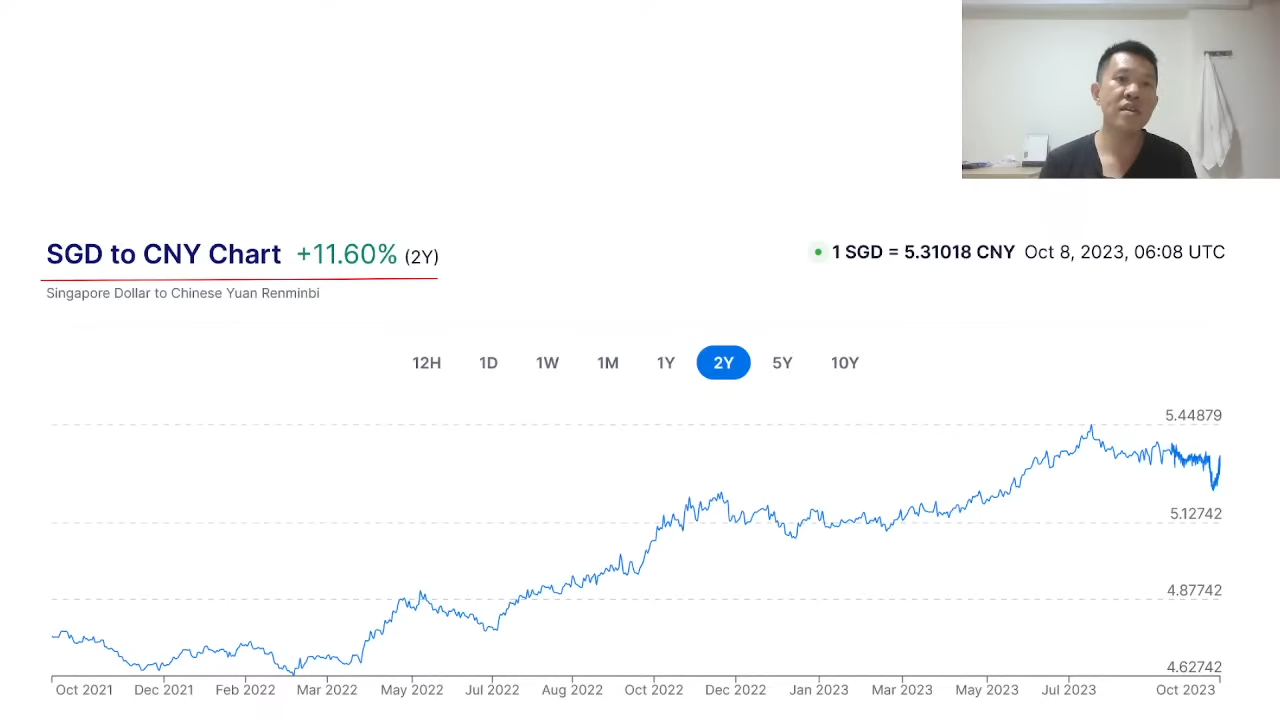 SGD to CNY Chart +11.60% (2Y)
1 SGD = 5.31018 CNY Oct 8, 2023, 06:08 UTC
Singapore Dollar to Chinese Yuan Renminbi
12H 1D 1W 1M 1Y 2Y 5Y 10Y
5.44879
5.12742
4.87742
4.62742
Oct 2021 Dec 2021 Feb 2022 Mar 2022 May 2022 Jul 2022 Aug 2022 Oct 2022 Dec 2022 Jan 2023 Mar 2023 May 2023 Jul 2023 Oct 2023